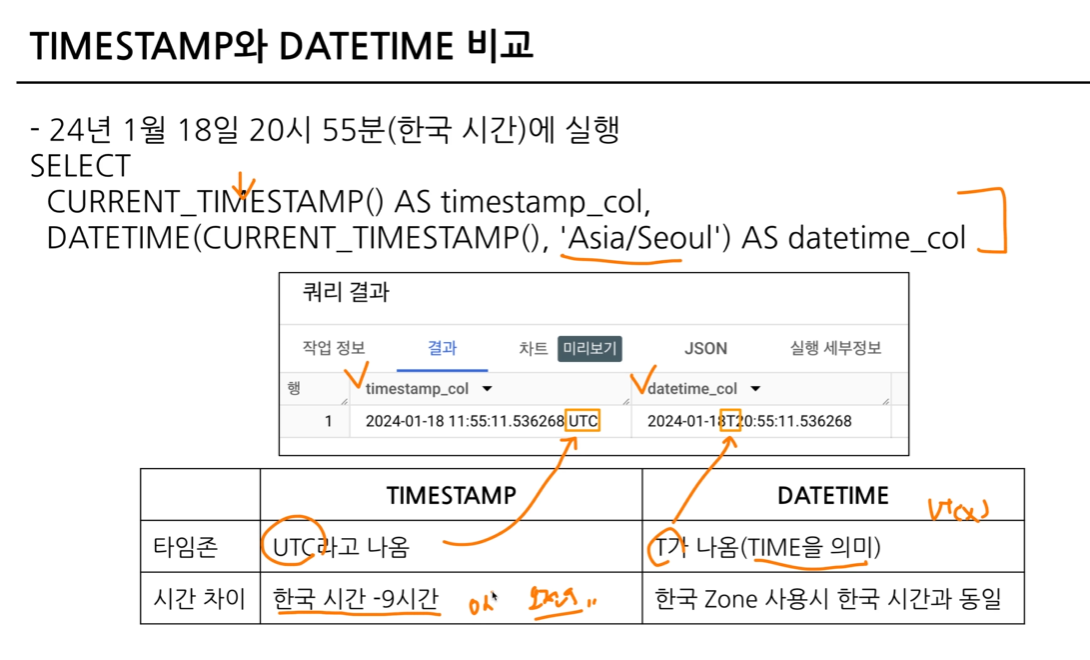 TIMESTAMP와 DATETIME 비교
- 24년 1월 18일 20시 55분(한국 시간)에 실행
SELECT
CURRENT_TIMESTAMP() AS timestamp_col,
DATETIME(CURRENT_TIMESTAMP(), 'Asia/Seoul') AS datetime_col
쿼리 결과
작업 정보 결과 차트 미리보기 JSON 실행 세부정보
행 timestamp_col datetime_col
1 2024-01-18 11:55:11.536268 UTC 2024-01-18T20:55:11.536268
TIMESTAMP DATETIME
타임존 UTC라고 나옴 T가 나옴(TIME을 의미)
시간 차이 한국 시간 -9시간 한국 Zone 사용시 한국 시간과 동일